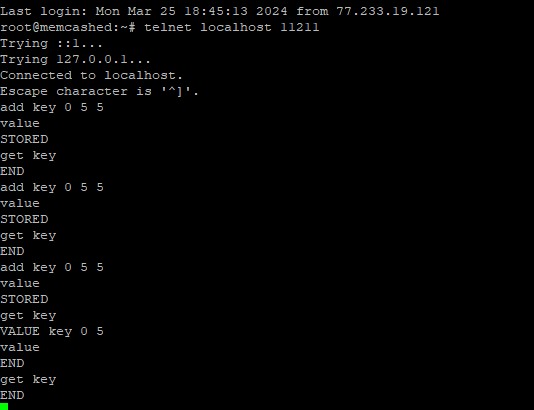 Last login: Mon Mar 25 18:45:13 2024 from 77.233.19.121
root@memcashed:~# telnet localhost 11211
Trying ::1...
Trying 127.0.0.1...
Connected to localhost.
Escape character is '^]'.
add key 0 5 5
value
STORED
get key
END
add key 0 5 5
value
STORED
get key
END
add key 0 5 5
value
STORED
get key
VALUE key 0 5
value
END
get key
END